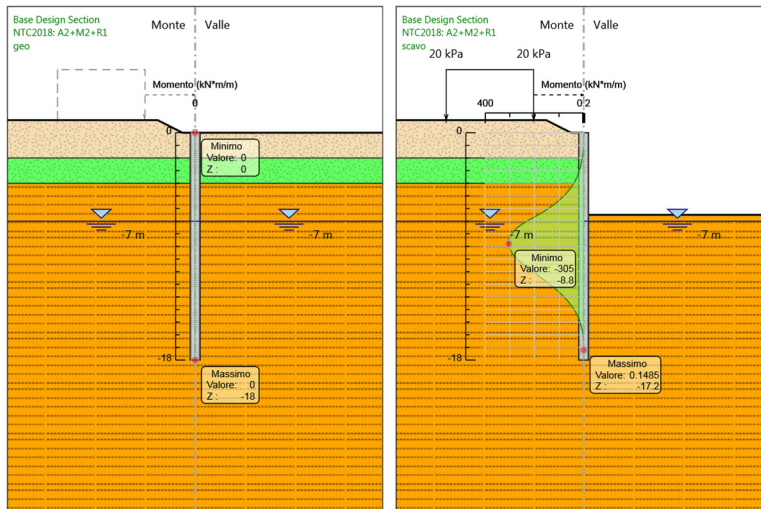 Base Design Section
NTC2018: A2+M2+R1
geo
Monte
Valle
Momento (kN*m/m)
0
0
Minimo
Valore: 0
Z : 0
-7 m
-7 m
-18
Massimo
Valore: 0
Z : -18
Base Design Section
NTC2018: A2+M2+R1
scavo
Monte
Valle
20 kPa
20 kPa
Momento (kN*m/m)
400
0.2
0
-7 m
-7 m
Minimo
Valore: -305
Z : -8.8
-18
Massimo
Valore: 0.1485
Z : -17.2